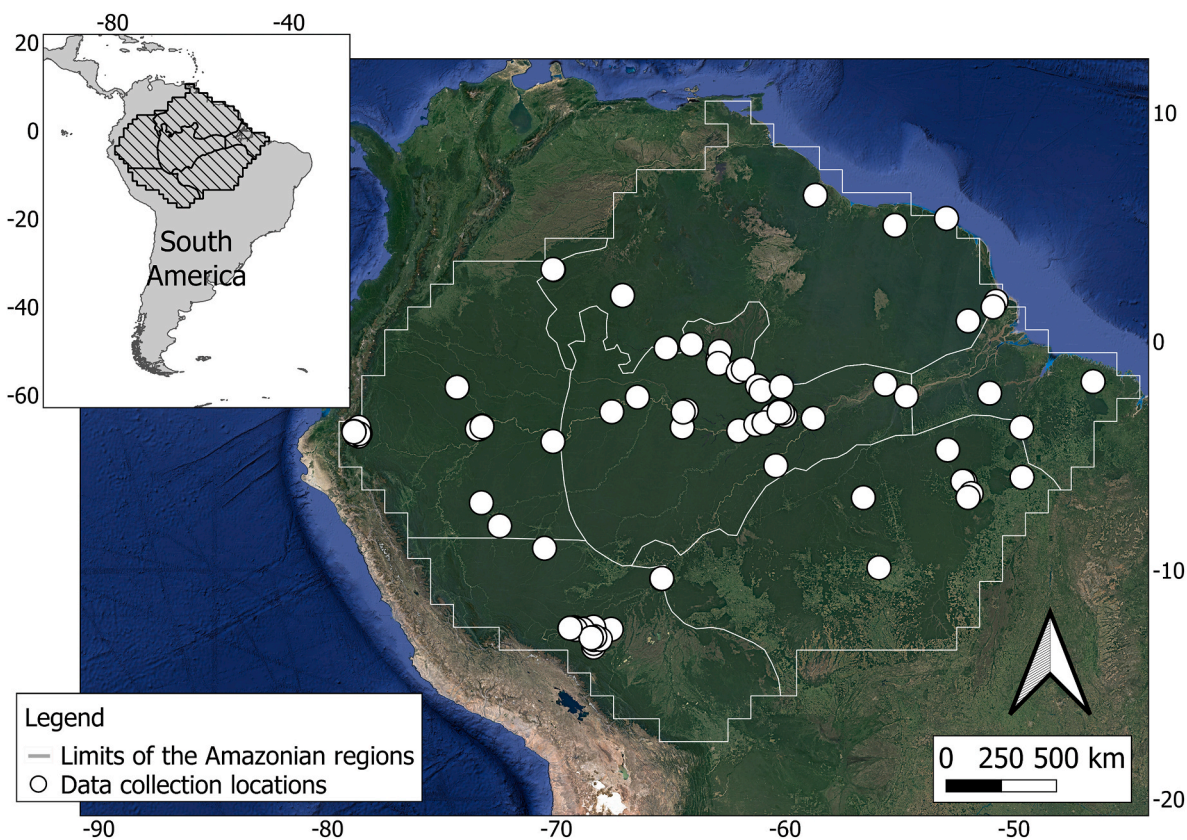 -80 -40
20
0
-20
-40
-60
South
America
10
0
-10
-20
Legend
Limits of the Amazonian regions
Data collection locations
0 250 500 km
-90 -80 -70 -60 -50